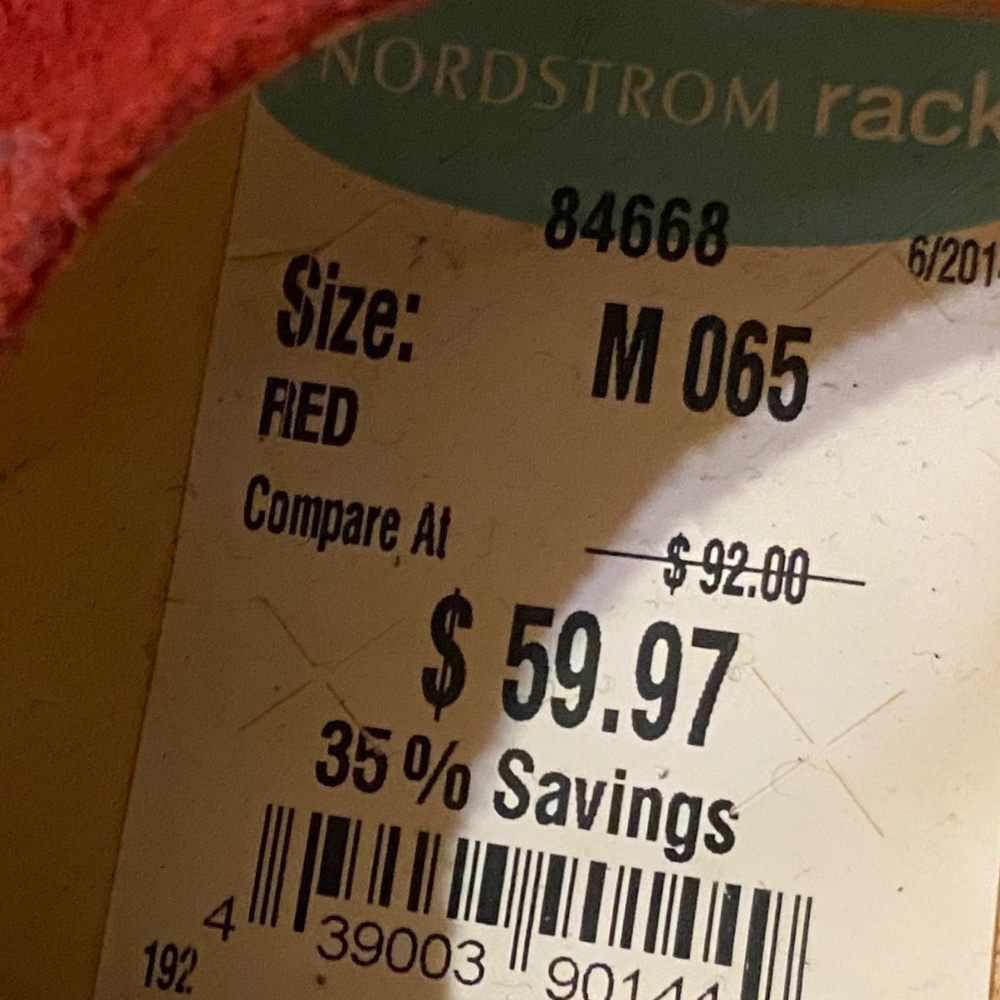 NORDSTROM rack
84668
6/201
Size: M 065
RED
Compare At $ 92.00
$ 59.97
35% Savings
4 39003 90144
192